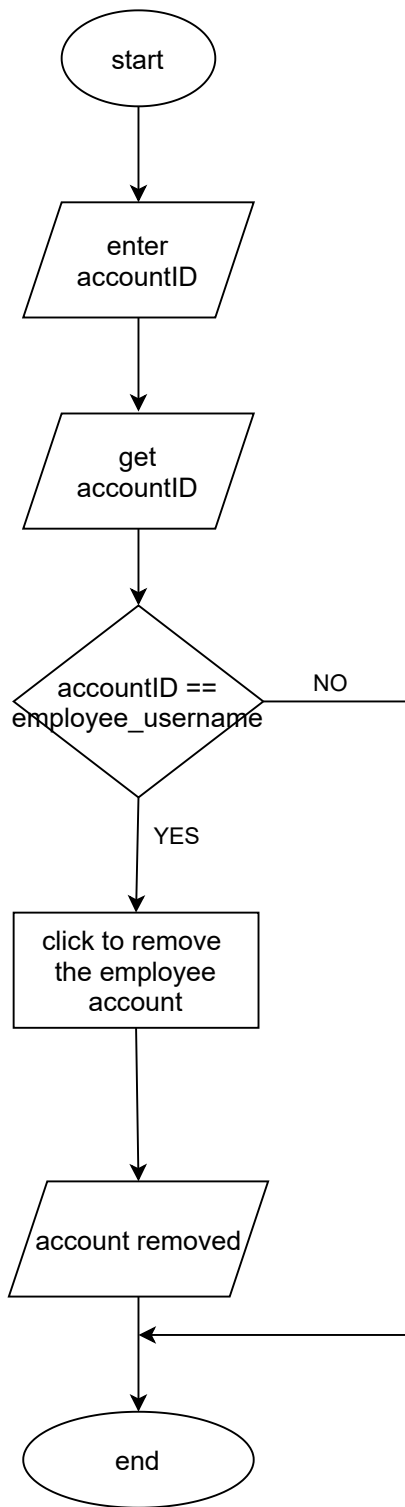 start
enter
accountID
get
accountID
accountID ==
employee_username
NO
YES
click to remove
the employee
account
account removed
end